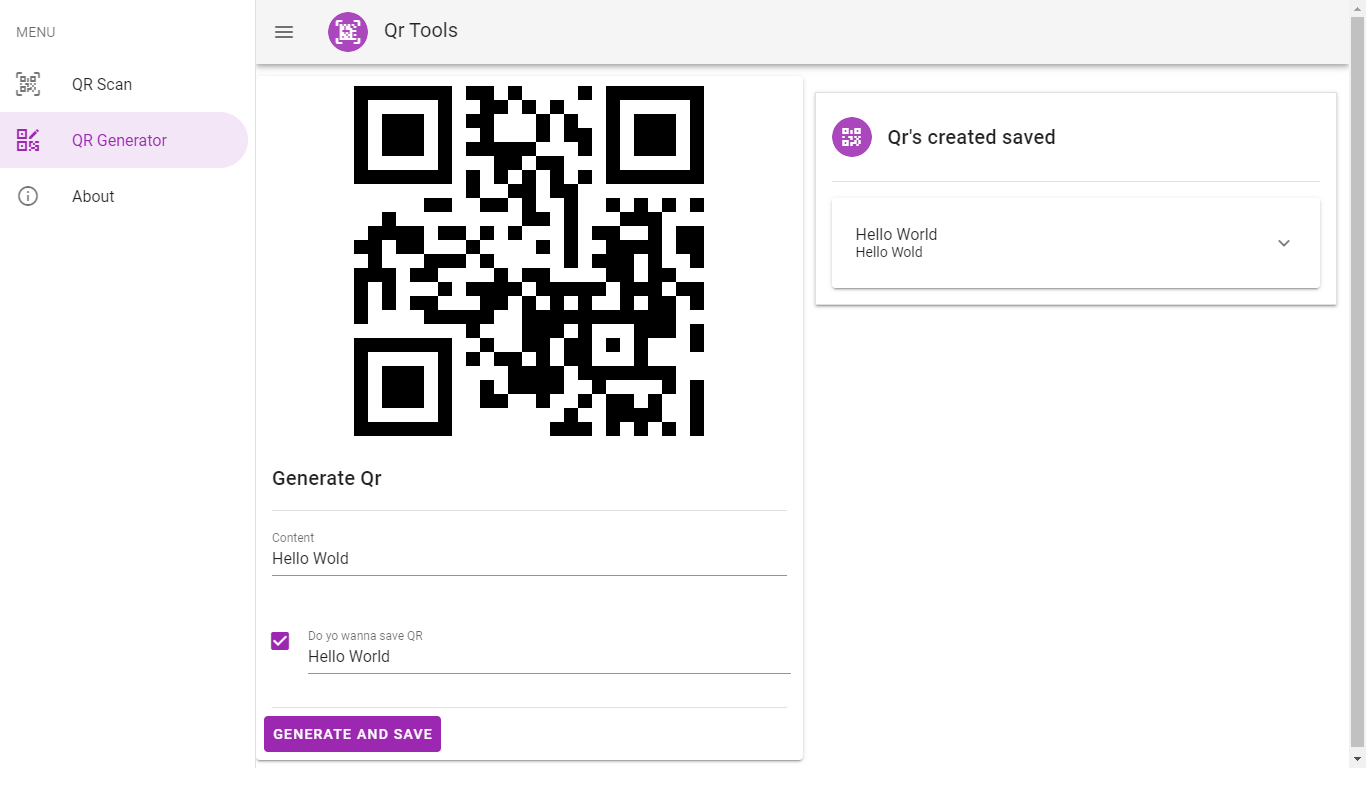 MENU
QR Scan
QR Generator
About
Qr Tools
Generate Qr
Content
Hello Wold
Do yo wanna save QR
Hello World
GENERATE AND SAVE
Qr's created saved
Hello World
Hello Wold